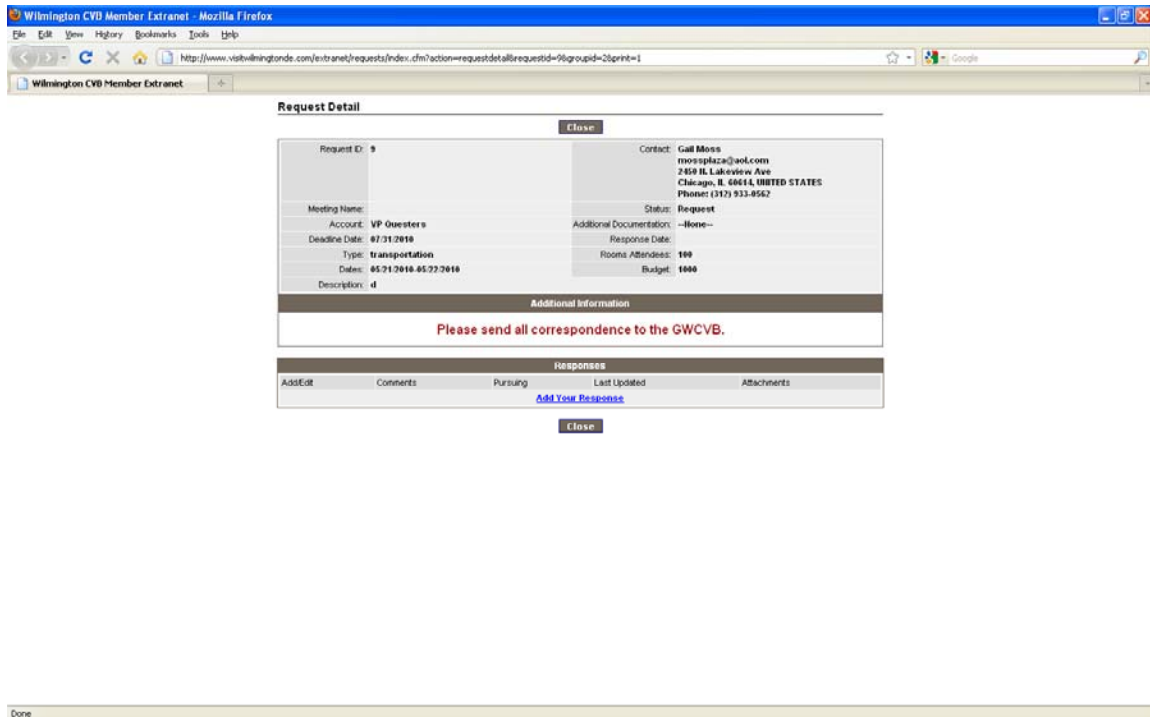 Wilmington CVB Member Extranet - Mozilla Firefox
File Edit View History Bookmarks Tools Help
http://www.visitwilmingtonde.com/extranet/requests/index.cfm?action=requestdetail&requestid=9&groupid=2&print=1
Google
Wilmington CVB Member Extranet
Request Detail
Close
Request ID: 9 Contact: Gail Moss
mossplaza@aol.com
2450 N. Lakeview Ave
Chicago, IL 60614, UNITED STATES
Phone: (312) 933-0562
Meeting Name: Status: Request
Account: VP Questers Additional Documentation: --None--
Deadline Date: 07/31/2010 Response Date:
Type: transportation Rooms Attendees: 100
Dates: 05/21/2010-05/22/2010 Budget: 1000
Description: d
Additional Information
Please send all correspondence to the GWCVB.
Responses
Add/Edit Comments Pursuing Last Updated Attachments
Add Your Response
Close
Done